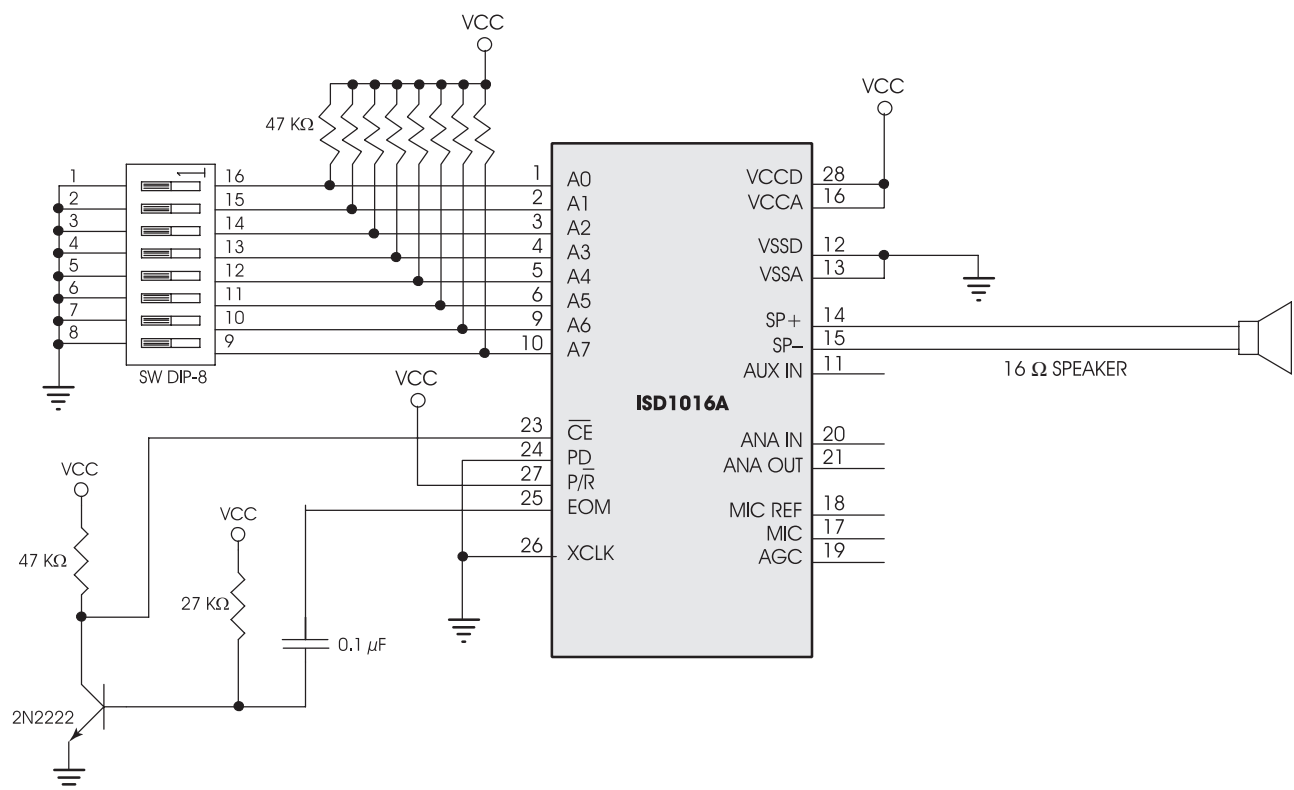 VCC
47 KΩ
1
2
3
4
5
6
7
8
1
16
15
14
13
12
11
10
9
SW DIP-8
1 A0
2 A1
3 A2
4 A3
5 A4
6 A5
9 A6
10 A7
VCC
23 CE
24 PD
27 P/R
25 EOM
26 XCLK
ISD1016A
VCC
VCCD 28
VCCA 16
VSSD 12
VSSA 13
SP+ 14
SP– 15
AUX IN 11
16 Ω SPEAKER
ANA IN 20
ANA OUT 21
MIC REF 18
MIC 17
AGC 19
VCC
47 KΩ
VCC
27 KΩ
0.1 µF
2N2222